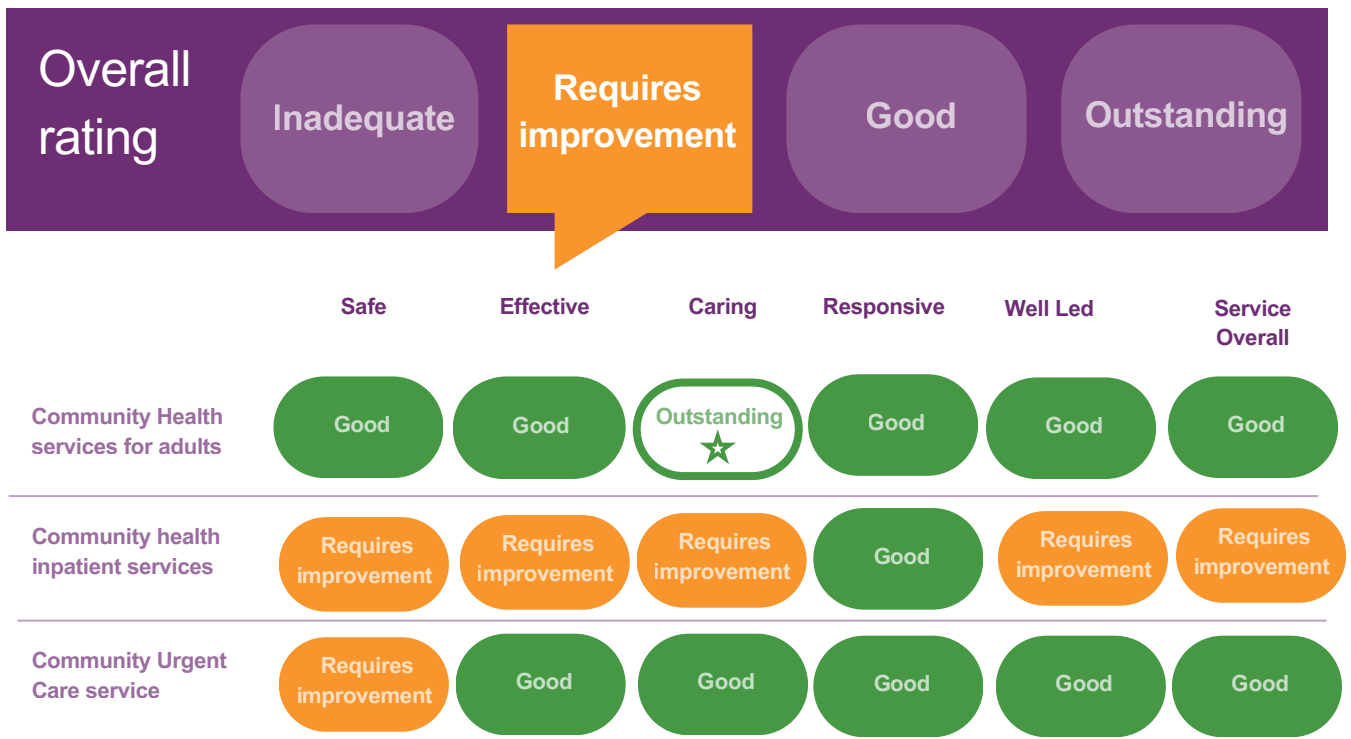 Overall
rating
Inadequate
Requires
improvement
Good
Outstanding
Safe
Effective
Caring
Responsive
Well Led
Service
Overall
Community Health
services for adults
Good
Good
Outstanding
Good
Good
Good
Community health
inpatient services
Requires
improvement
Requires
improvement
Requires
improvement
Good
Requires
improvement
Requires
improvement
Community Urgent
Care service
Requires
improvement
Good
Good
Good
Good
Good